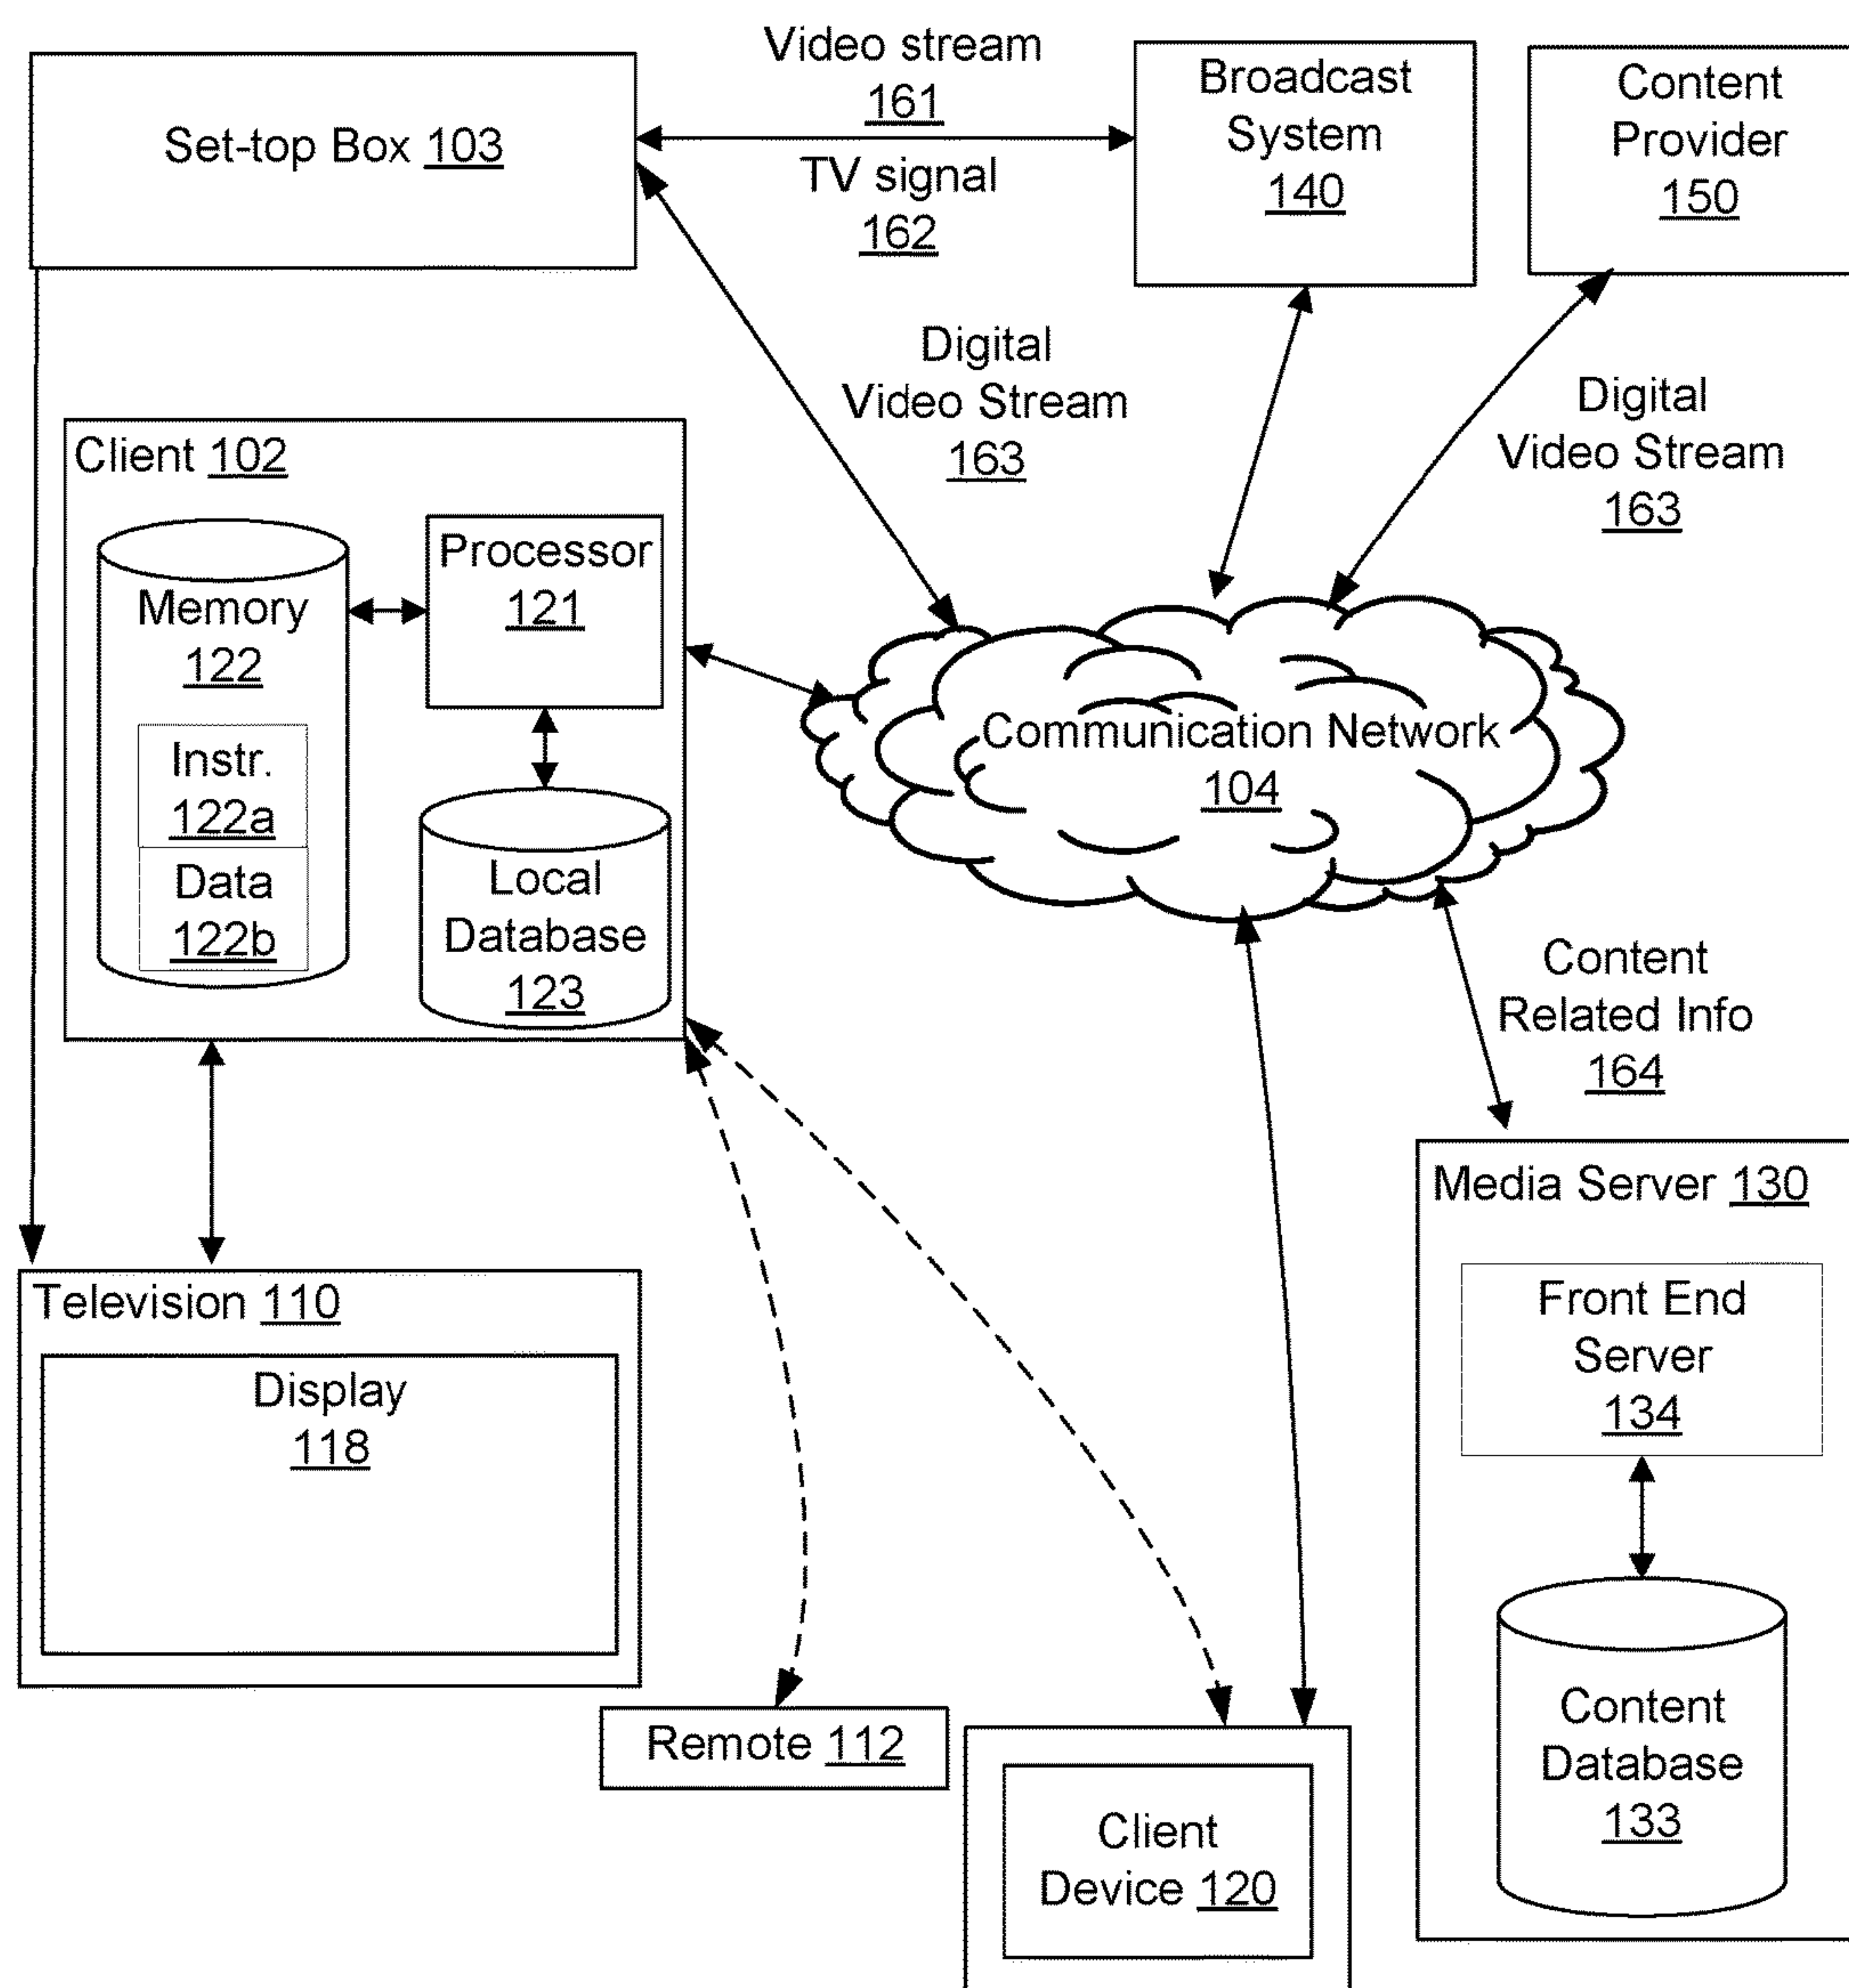 Set-top Box 103
Video stream
161
TV signal
162
Broadcast
System
140
Content
Provider
150
Digital
Video Stream
163
Digital
Video Stream
163
Client 102
Memory
122
Instr.
122a
Data
122b
Processor
121
Local
Database
123
Communication Network
104
Content
Related Info
164
Television 110
Display
118
Remote 112
Client
Device 120
Media Server 130
Front End
Server
134
Content
Database
133